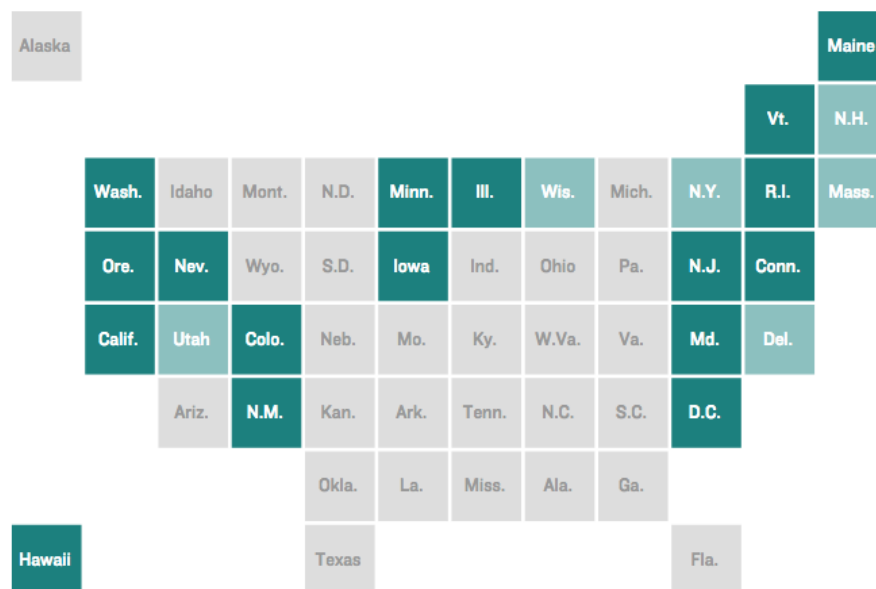 Alaska Maine
Vt. N.H.
Wash. Idaho Mont. N.D. Minn. Ill. Wis. Mich. N.Y. R.I. Mass.
Ore. Nev. Wyo. S.D. Iowa Ind. Ohio Pa. N.J. Conn.
Calif. Utah Colo. Neb. Mo. Ky. W.Va. Va. Md. Del.
Ariz. N.M. Kan. Ark. Tenn. N.C. S.C. D.C.
Okla. La. Miss. Ala. Ga.
Hawaii Texas Fla.